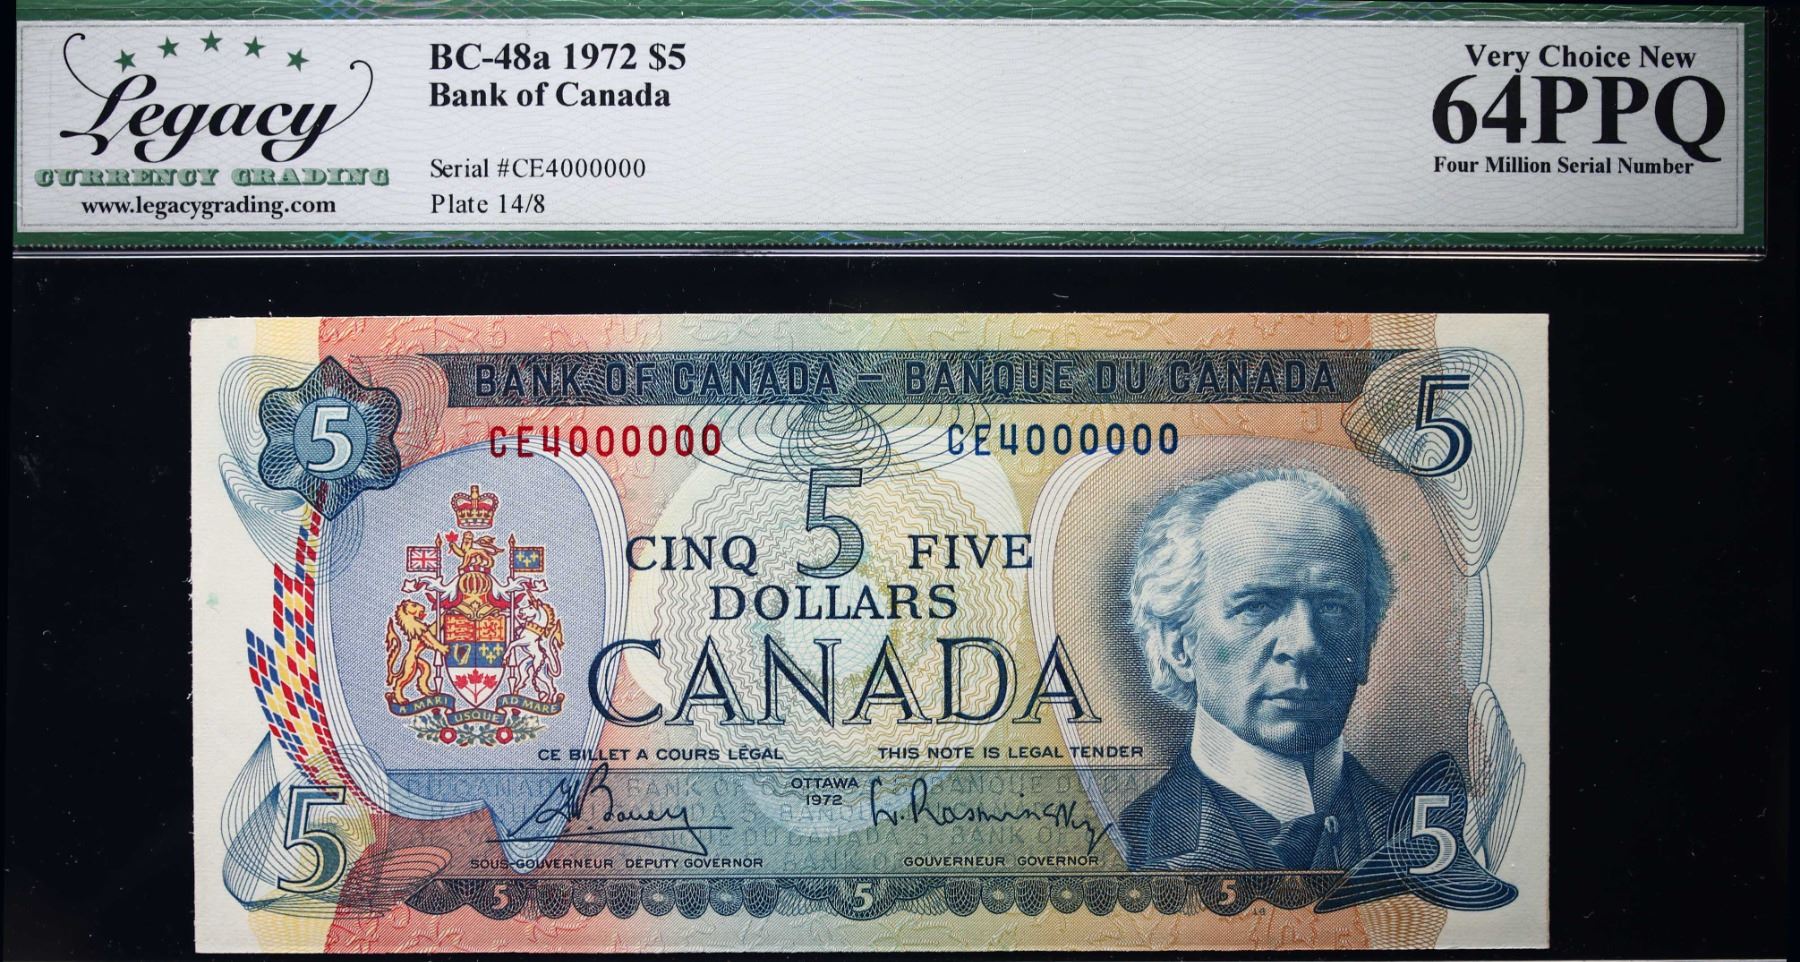 Legacy
CURRENCY GRADING
www.legacygrading.com
BC-48a 1972 $5
Bank of Canada
Serial #CE4000000
Plate 14/8
Very Choice New
64PPQ
Four Million Serial Number
BANK OF CANADA – BANQUE DU CANADA
5
5
CE4000000 CE4000000
5
CINQ FIVE
DOLLARS
CANADA
A MARI USQUE AD MARE
CE BILLET A COURS LÉGAL THIS NOTE IS LEGAL TENDER
OTTAWA
1972
SOUS-GOUVERNEUR DEPUTY GOVERNOR GOUVERNEUR GOVERNOR
5 5
5 5 5